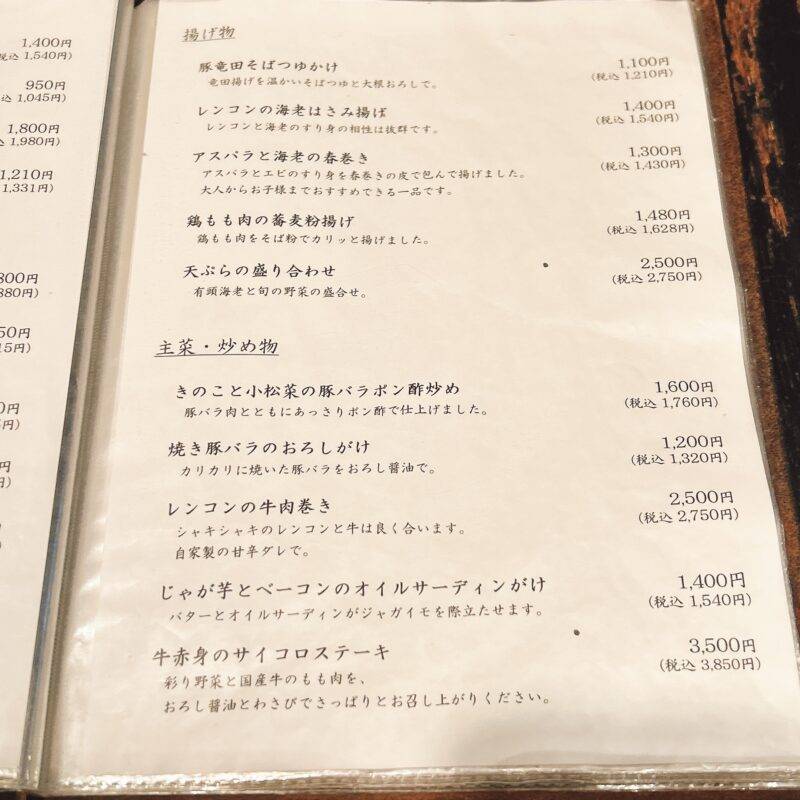 1,400円
(税込 1,540円)
950円
1,045円)
1,800円
1,980円)
1,210円
1,331円)
800円
880円)
50円
15円)
0円
円)
円
円)
揚げ物
豚竜田そばつゆかけ 1,100円
竜田揚げを温かいそばつゆと大根おろしで。 (税込 1,210円)
レンコンの海老はさみ揚げ 1,400円
レンコンと海老のすり身の相性は抜群です。 (税込 1,540円)
アスパラと海老の春巻き 1,300円
アスパラとエビのすり身を春巻きの皮で包んで揚げました。 (税込 1,430円)
大人からお子様までおすすめできる一品です。
鶏もも肉の蕎麦粉揚げ 1,480円
鶏もも肉をそば粉でカリッと揚げました。 (税込 1,628円)
天ぷらの盛り合わせ 2,500円
有頭海老と旬の野菜の盛合せ。 (税込 2,750円)
主菜・炒め物
きのこと小松菜の豚バラポン酢炒め 1,600円
豚バラ肉とともにあっさりポン酢で仕上げました。 (税込 1,760円)
焼き豚バラのおろしがけ 1,200円
カリカリに焼いた豚バラをおろし醤油で。 (税込 1,320円)
レンコンの牛肉巻き 2,500円
シャキシャキのレンコンと牛は良く合います。 (税込 2,750円)
自家製の甘辛ダレで。
じゃが芋とベーコンのオイルサーディンがけ 1,400円
バターとオイルサーディンがジャガイモを際立たせます。 (税込 1,540円)
牛赤身のサイコロステーキ 3,500円
彩り野菜と国産牛のもも肉を、 (税込 3,850円)
おろし醤油とわさびでさっぱりとお召し上がりください。